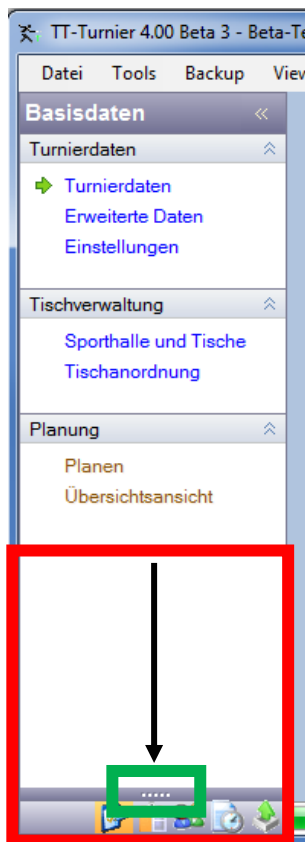 TT-Turnier 4.00 Beta 3 - Beta-Te
Datei Tools Backup View
Basisdaten
Turnierdaten
Turnierdaten
Erweiterte Daten
Einstellungen
Tischverwaltung
Sporthalle und Tische
Tischanordnung
Planung
Planen
Übersichtsansicht